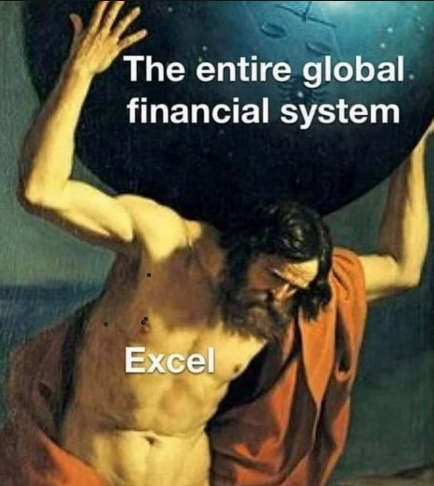 The entire global
financial system
Excel